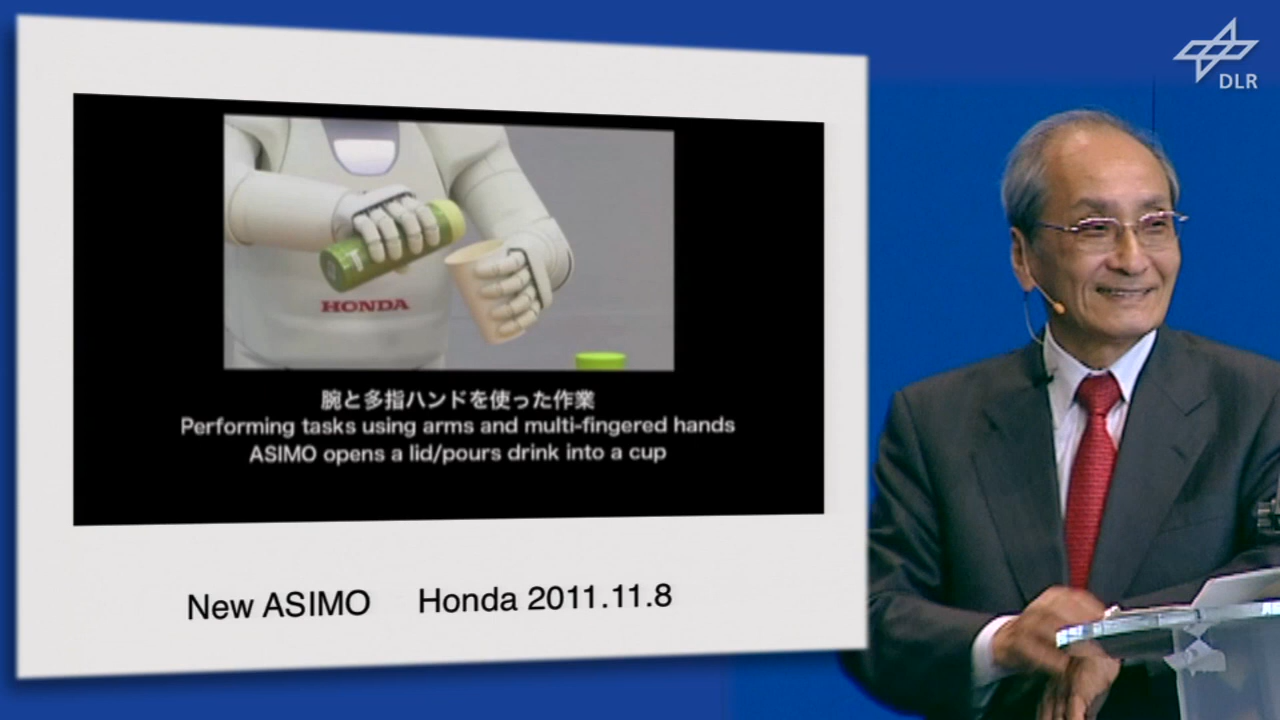 DLR
HONDA
腕と多指ハンドを使った作業
Performing tasks using arms and multi-fingered hands
ASIMO opens a lid/pours drink into a cup
New ASIMO Honda 2011.11.8